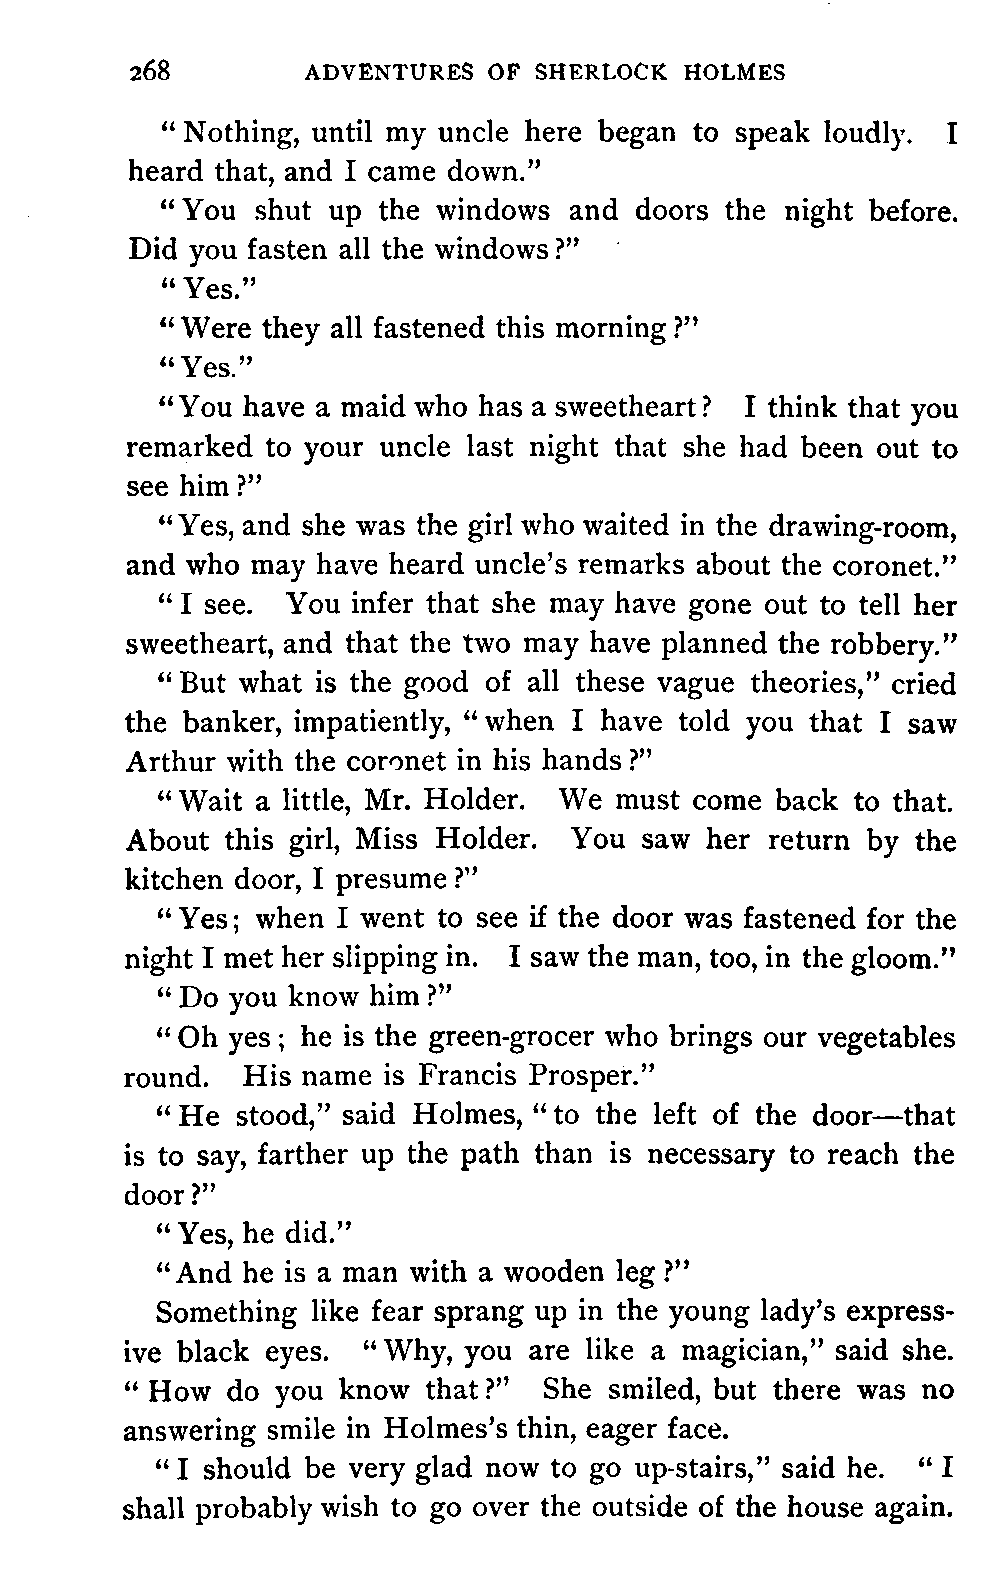 268 ADVENTURES OF SHERLOCK HOLMES
“Nothing, until my uncle here began to speak loudly. I
heard that, and I came down.”
“You shut up the windows and doors the night before.
Did you fasten all the windows?”
“Yes.”
“Were they all fastened this morning?”
“Yes.”
“You have a maid who has a sweetheart? I think that you
remarked to your uncle last night that she had been out to
see him?”
“Yes, and she was the girl who waited in the drawing-room,
and who may have heard uncle’s remarks about the coronet.”
“I see. You infer that she may have gone out to tell her
sweetheart, and that the two may have planned the robbery.”
“But what is the good of all these vague theories,” cried
the banker, impatiently, “when I have told you that I saw
Arthur with the coronet in his hands?”
“Wait a little, Mr. Holder. We must come back to that.
About this girl, Miss Holder. You saw her return by the
kitchen door, I presume?”
“Yes; when I went to see if the door was fastened for the
night I met her slipping in. I saw the man, too, in the gloom.”
“Do you know him?”
“Oh yes; he is the green-grocer who brings our vegetables
round. His name is Francis Prosper.”
“He stood,” said Holmes, “to the left of the door—that
is to say, farther up the path than is necessary to reach the
door?”
“Yes, he did.”
“And he is a man with a wooden leg?”
Something like fear sprang up in the young lady’s express-
ive black eyes. “Why, you are like a magician,” said she.
“How do you know that?” She smiled, but there was no
answering smile in Holmes’s thin, eager face.
“I should be very glad now to go up-stairs,” said he. “I
shall probably wish to go over the outside of the house again.